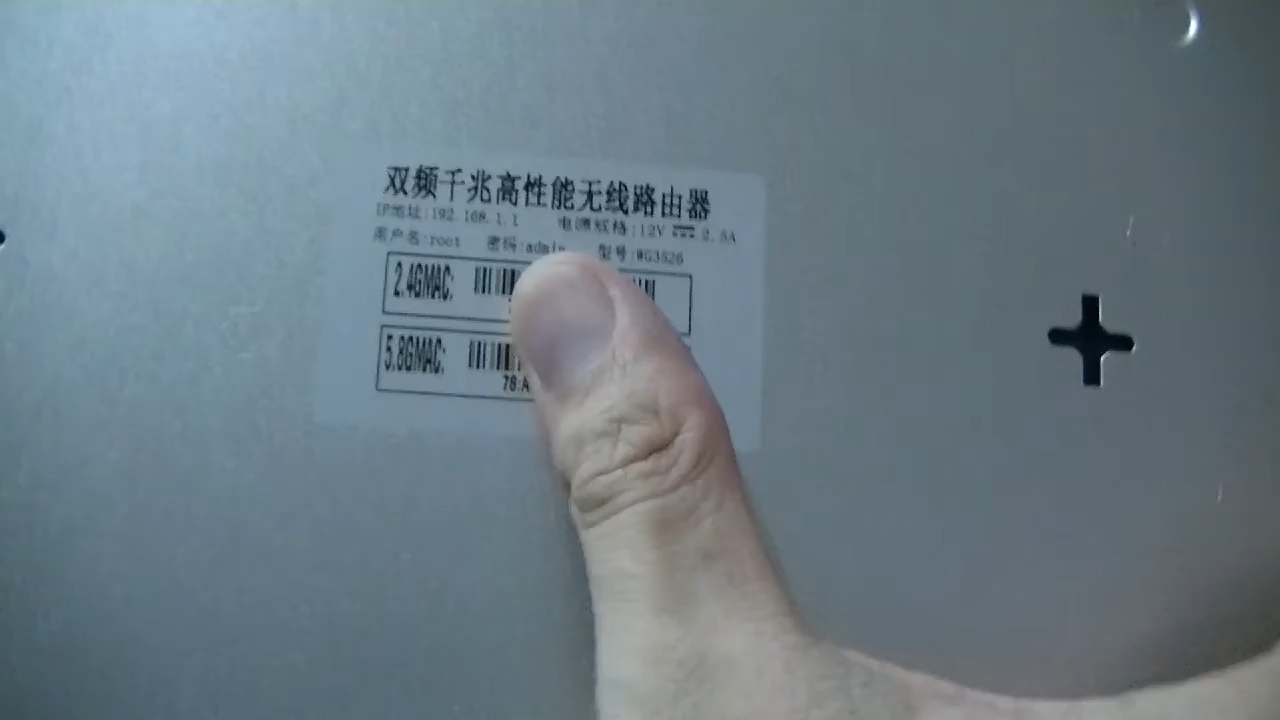 双频千兆高性能无线路由器
IP地址:192.168.1.1 电源规格:12V 2.5A
用户名:root 密码:admin 型号:WG3526
2.4GMAC:
5.8GMAC:
78:A